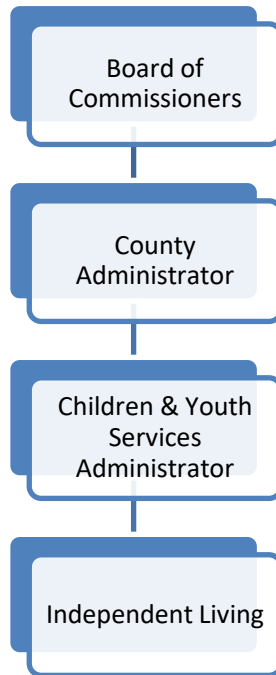 Board of
Commissioners
County
Administrator
Children & Youth
Services
Administrator
Independent Living